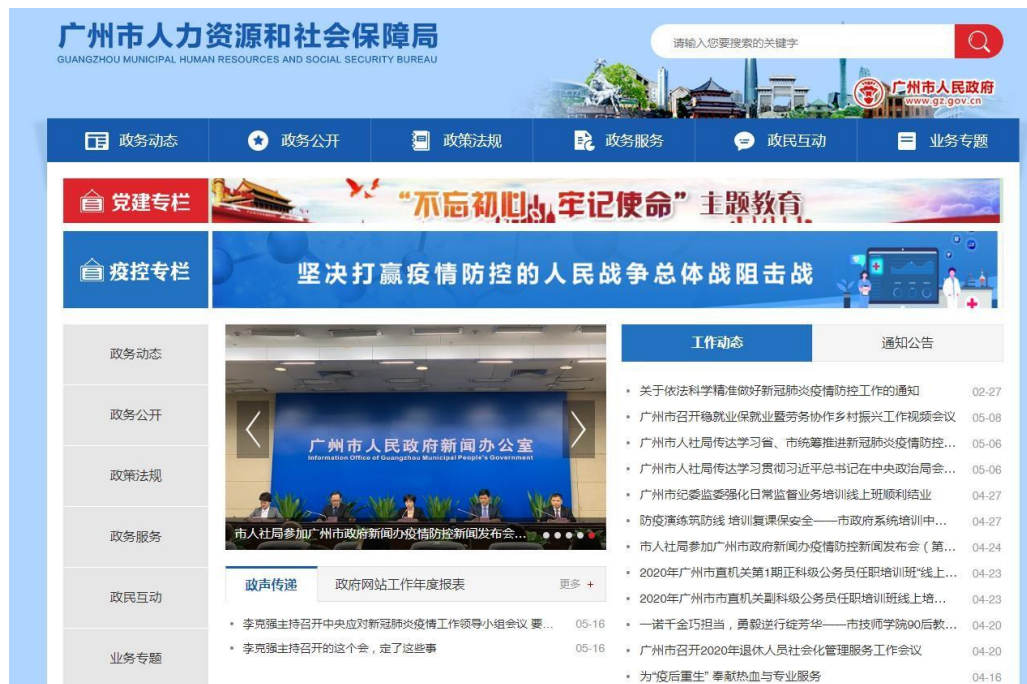 广州市人力资源和社会保障局
GUANGZHOU MUNICIPAL HUMAN RESOURCES AND SOCIAL SECURITY BUREAU
请输入您要搜索的关键字
广州市人民政府
www.gz.gov.cn
政务动态 政务公开 政策法规 政务服务 政民互动 业务专题
党建专栏 “不忘初心、牢记使命”主题教育
疫控专栏 坚决打赢疫情防控的人民战争总体战阻击战
政务动态
政务公开
政策法规
政务服务
政民互动
业务专题
广州市人民政府新闻办公室
Information Office of Guangzhou Municipal People's Government
市人社局参加广州市政府新闻办疫情防控新闻发布会...
政声传递 政府网站工作年度报表 更多 +
李克强主持召开中央应对新冠肺炎疫情工作领导小组会议 要... 05-16
李克强主持召开的这个会，定了这些事 05-16
工作动态 通知公告
关于依法科学精准做好新冠肺炎疫情防控工作的通知 02-27
广州市召开稳就业保就业暨劳务协作乡村振兴工作视频会议 05-08
广州市人社局传达学习省、市统筹推进新冠肺炎疫情防控... 05-06
广州市人社局传达学习贯彻习近平总书记在中央政治局会... 05-06
广州市纪委监委强化日常监督业务培训线上班顺利结业 04-27
防疫演练筑防线 培训复课保安全——市政府系统培训中... 04-27
市人社局参加广州市政府新闻办疫情防控新闻发布会（第... 04-24
2020年广州市直机关第1期正科级公务员任职培训班“线上... 04-23
2020年广州市市直机关副科级公务员任职培训班线上培... 04-23
一诺千金巧担当，勇毅逆行绽芳华——市技师学院90后教... 04-20
广州市召开2020年退休人员社会化管理服务工作会议 04-20
为“疫后重生” 奉献热血与专业服务 04-16